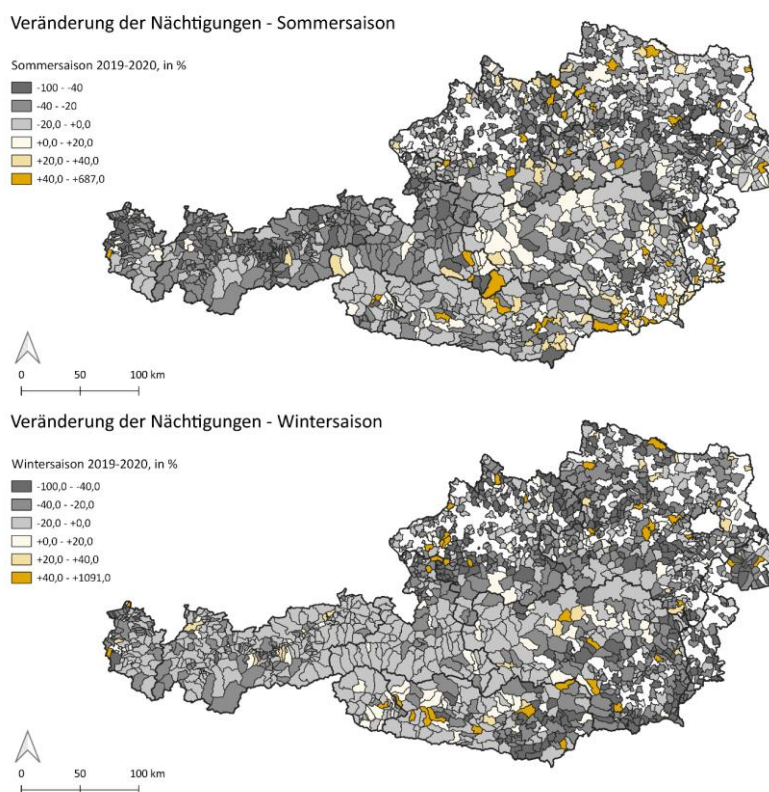 Veränderung der Nächtigungen - Sommersaison
Sommersaison 2019-2020, in %
-100 - -40
-40 - -20
-20,0 - +0,0
+0,0 - +20,0
+20,0 - +40,0
+40,0 - +687,0
0 50 100 km
Veränderung der Nächtigungen - Wintersaison
Wintersaison 2019-2020, in %
-100,0 - -40,0
-40,0 - -20,0
-20,0 - +0,0
+0,0 - +20,0
+20,0 - +40,0
+40,0 - +1091,0
0 50 100 km